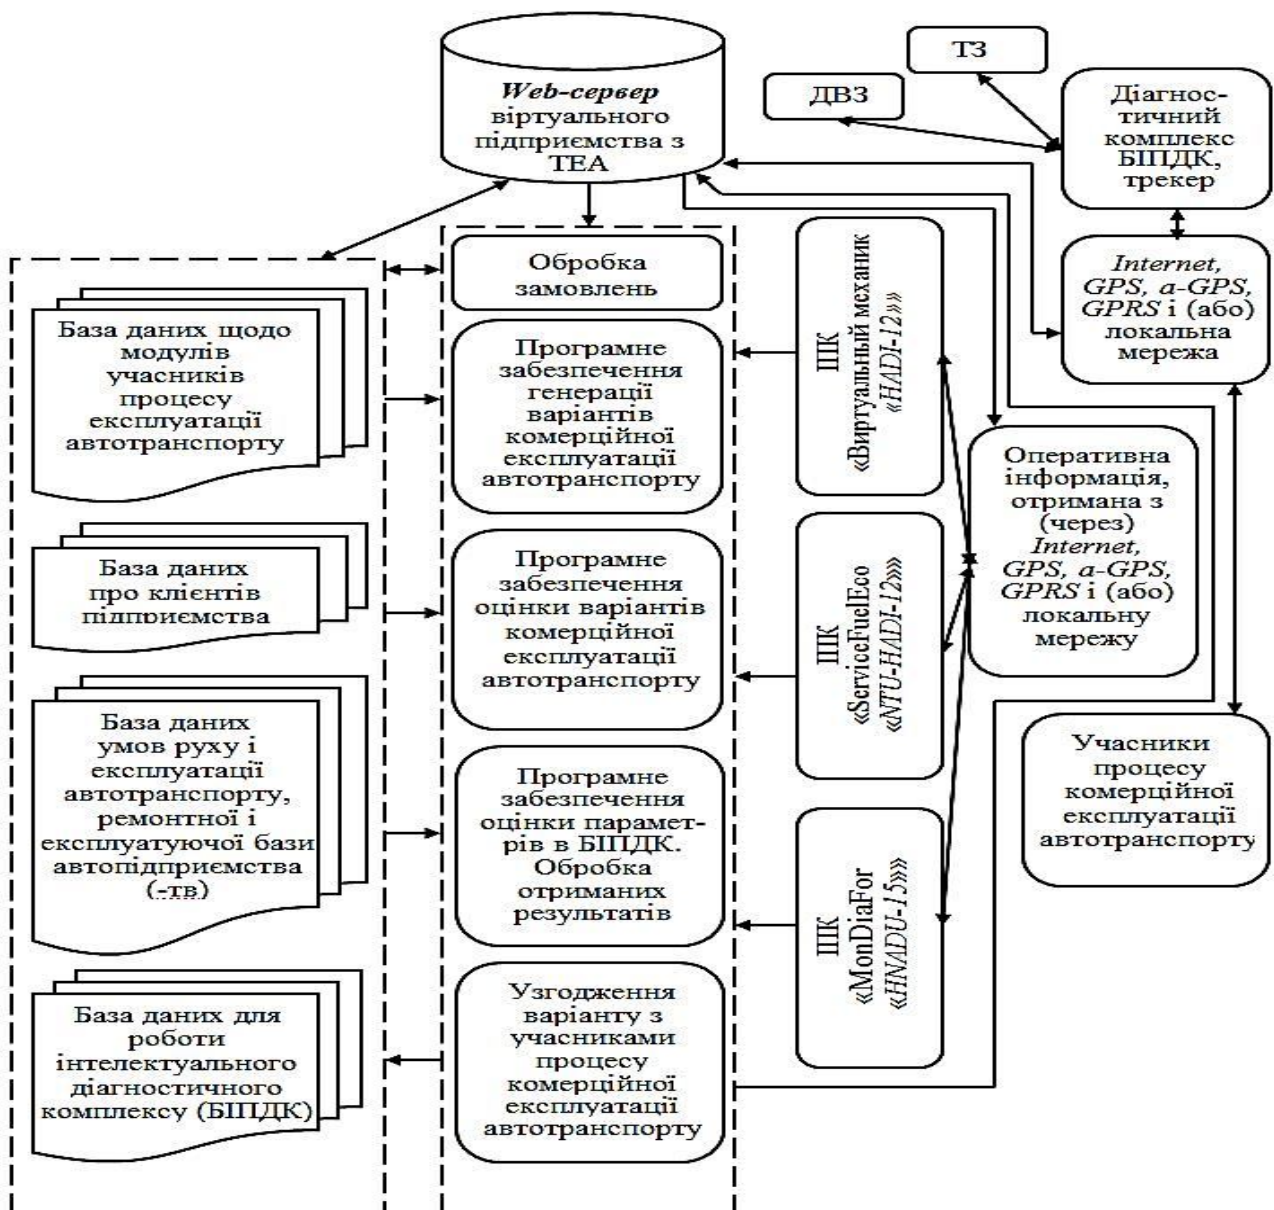 Web-сервер
віртуального
підприємства з
ТЕА
ТЗ
ДВЗ
Діагнос-
тичний
комплекс
БІПДК,
трекер
Internet,
GPS, a-GPS,
GPRS і (або)
локальна
мережа
Обробка
замовлень
База даних щодо
модулів
учасників
процесу
експлуатації
автотранспорту
Програмне
забезпечення
генерації
варіантів
комерційної
експлуатації
автотранспорту
ПК
«Виртуальный механик
«HADI-12»»
Оперативна
інформація,
отримана з
(через)
Internet,
GPS, a-GPS,
GPRS і (або)
локальну
мережу
База даних
про клієнтів
підприємства
Програмне
забезпечення
оцінки варіантів
комерційної
експлуатації
автотранспорту
ПК
«ServiceFuelEco
«NTU-HADI-12»»
База даних
умов руху і
експлуатації
автотранспорту,
ремонтної і
експлуатуючої бази
автопідприємства
(-тв)
Програмне
забезпечення
оцінки парамет-
рів в БІПДК.
Обробка
отриманих
результатів
ПК
«MonDiaFor
«HNADU-15»»
Учасники
процесу
комерційної
експлуатації
автотранспорту
База даних для
роботи
інтелектуального
діагностичного
комплексу (БІПДК)
Узгодження
варіанту з
учасниками
процесу
комерційної
експлуатації
автотранспорту